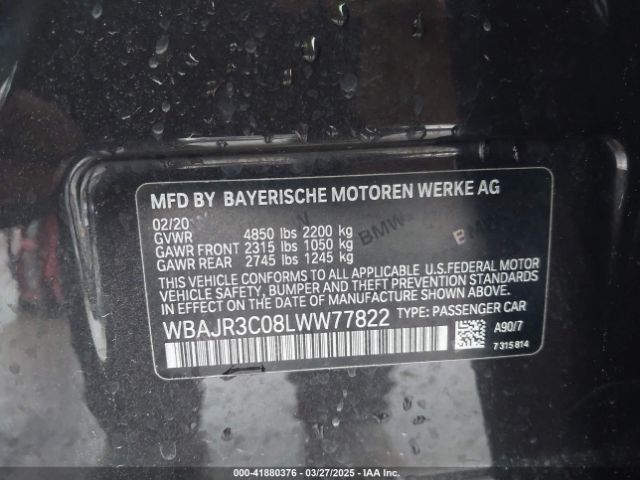 MFD BY BAYERISCHE MOTOREN WERKE AG
02/20
GVWR 4850 lbs 2200 kg
GAWR FRONT 2315 lbs 1050 kg
GAWR REAR 2745 lbs 1245 kg
THIS VEHICLE CONFORMS TO ALL APPLICABLE U.S.FEDERAL MOTOR
VEHICLE SAFETY, BUMPER, AND THEFT PREVENTION STANDARDS
IN EFFECT ON THE DATE OF MANUFACTURE SHOWN ABOVE.
WBAJR3C08LWW77822 TYPE: PASSENGER CAR
A90/7
7315814
BMW
000-41880376 - 03/27/2025 - IAA Inc.